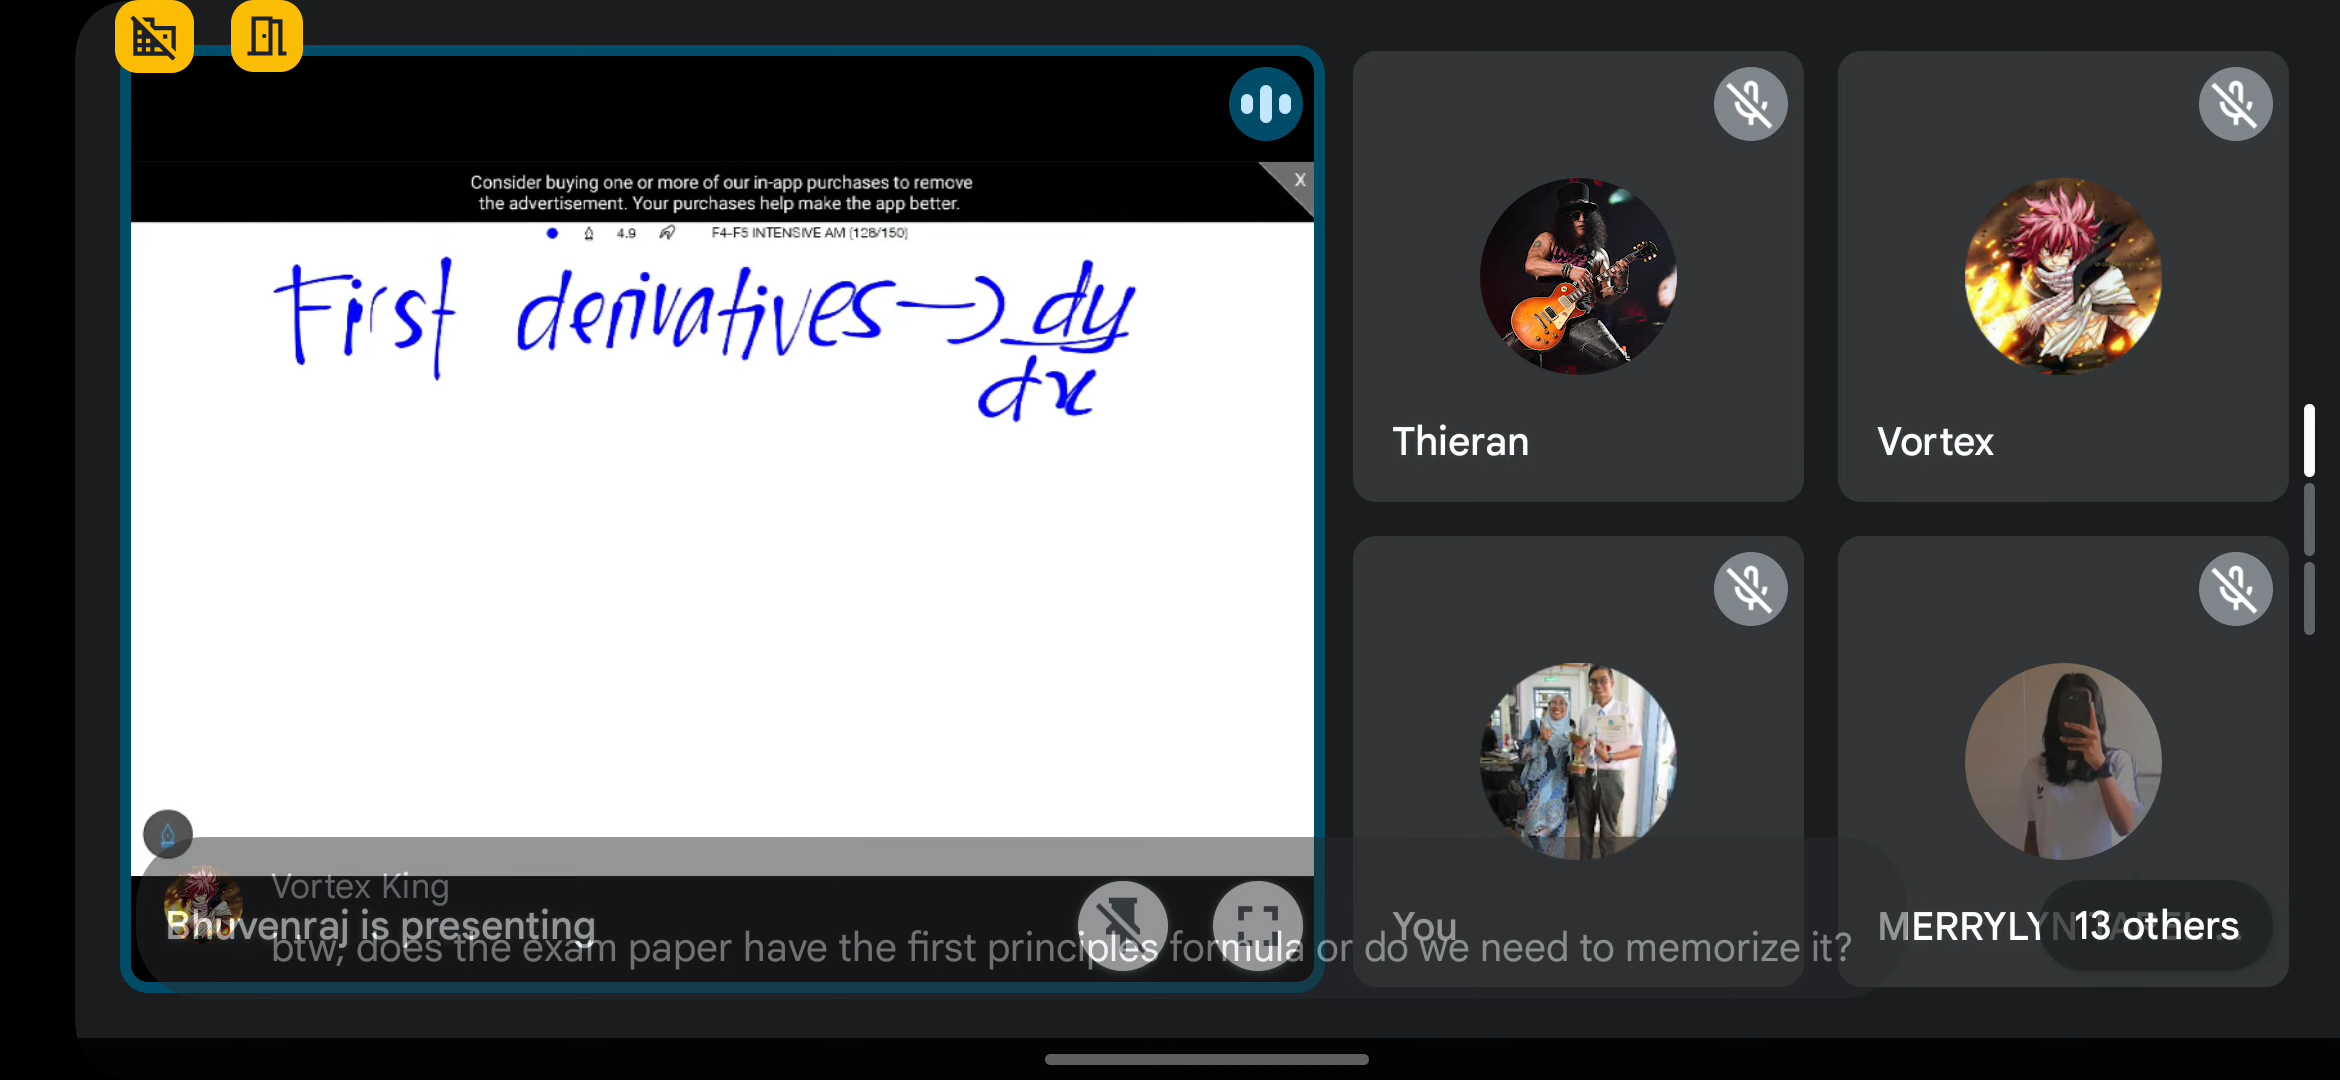 Consider buying one or more of our in-app purchases to remove
the advertisement. Your purchases help make the app better.
X
4.9 F4-F5 INTENSIVE AM (128/150)
First derivatives → dy
dx
Thieran
Vortex
Vortex King
Bhuvenraj is presenting
btw, does the exam paper have the first principles formula or do we need to memorize it?
You
MERRYLYN
13 others